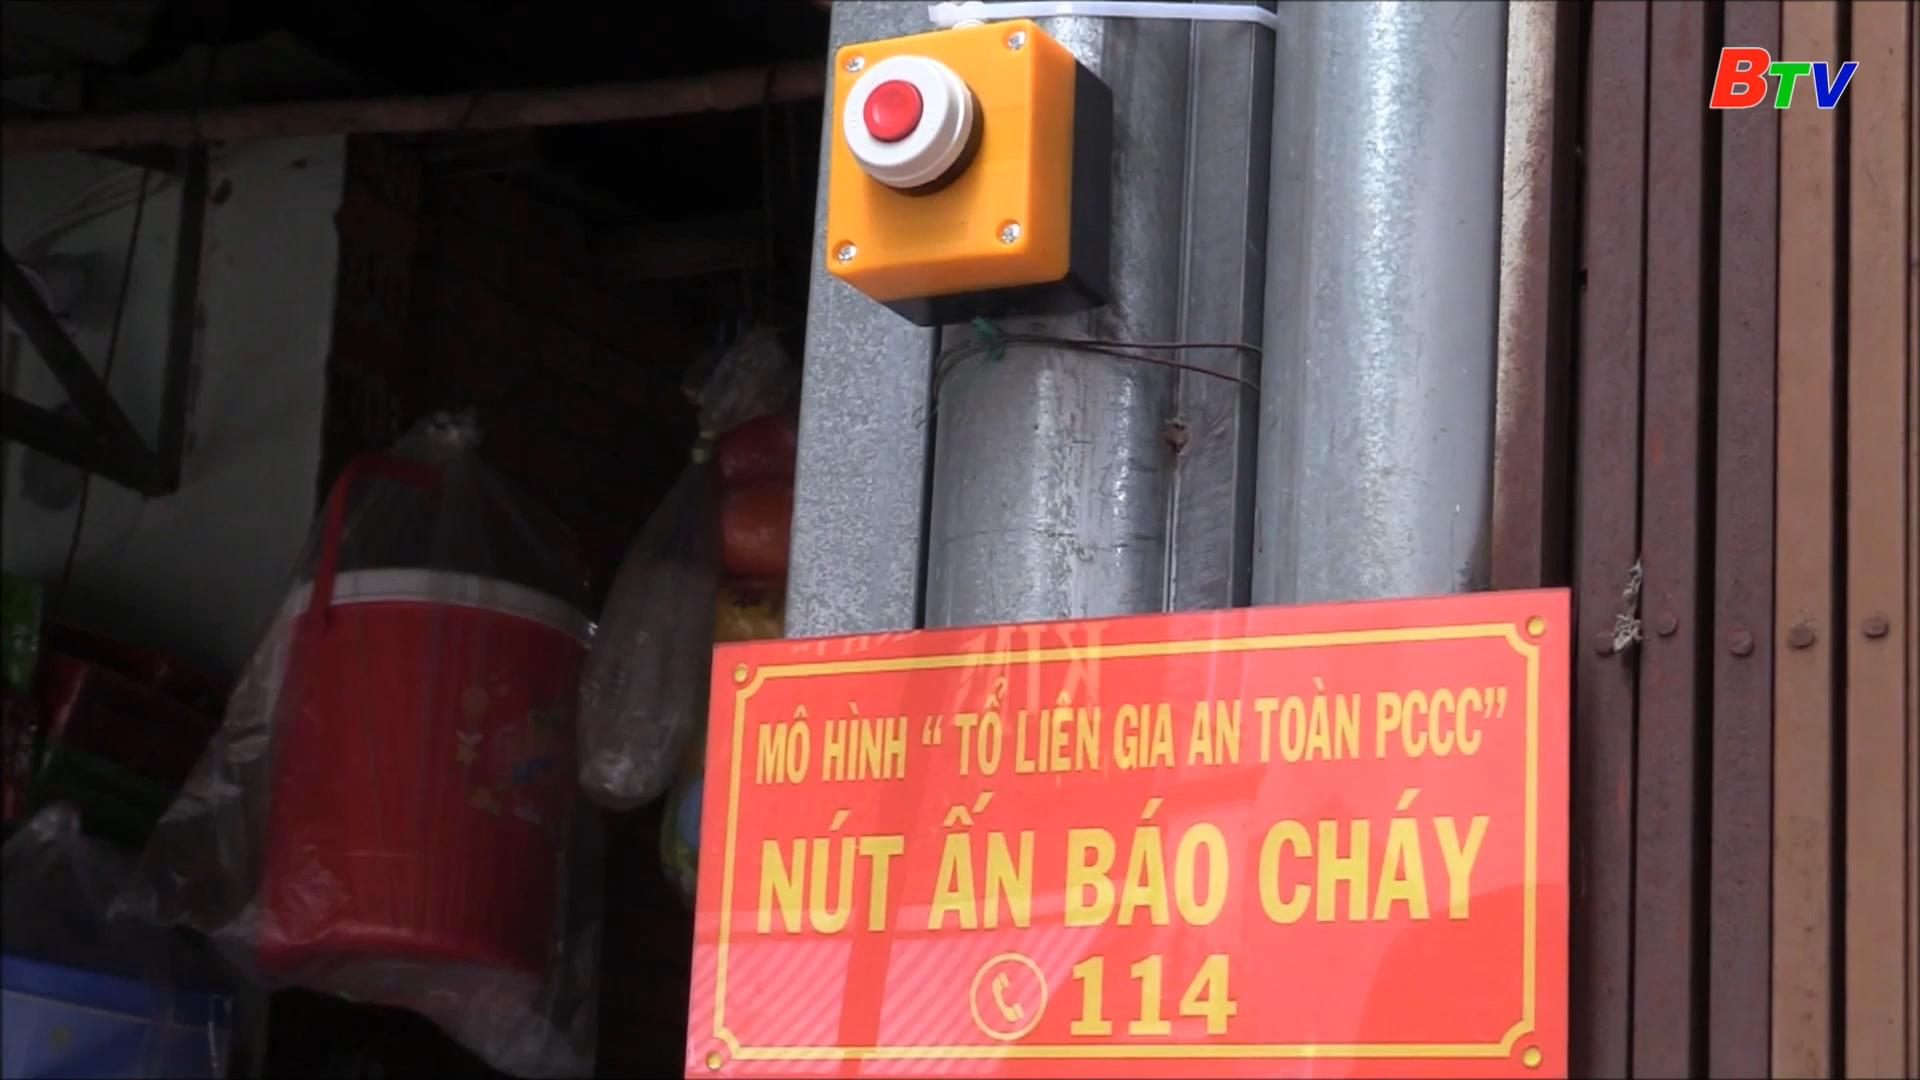 BTV
MÔ HÌNH “ TỔ LIÊN GIA AN TOÀN PCCC”
NÚT ẤN BÁO CHÁY
114